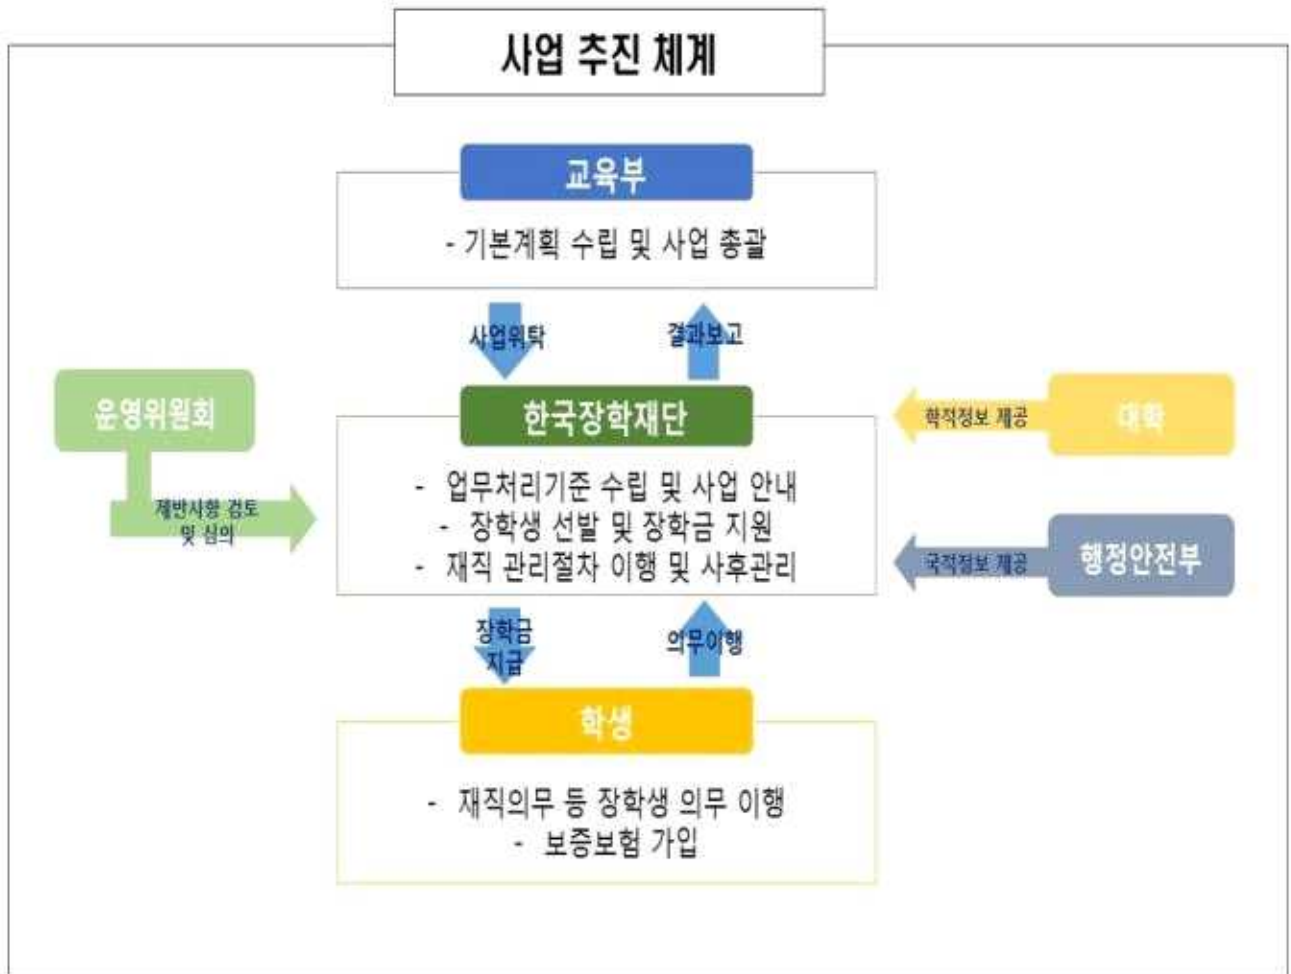 사업 추진 체계
교육부
- 기본계획 수립 및 사업 총괄
사업위탁
결과보고
운영위원회
제반사항 검토
및 심의
한국장학재단
- 업무처리기준 수립 및 사업 안내
- 장학생 선발 및 장학금 지원
- 재직 관리절차 이행 및 사후관리
학적정보 제공
대학
국적정보 제공
행정안전부
장학금
지급
의무이행
학생
- 재직의무 등 장학생 의무 이행
- 보증보험 가입